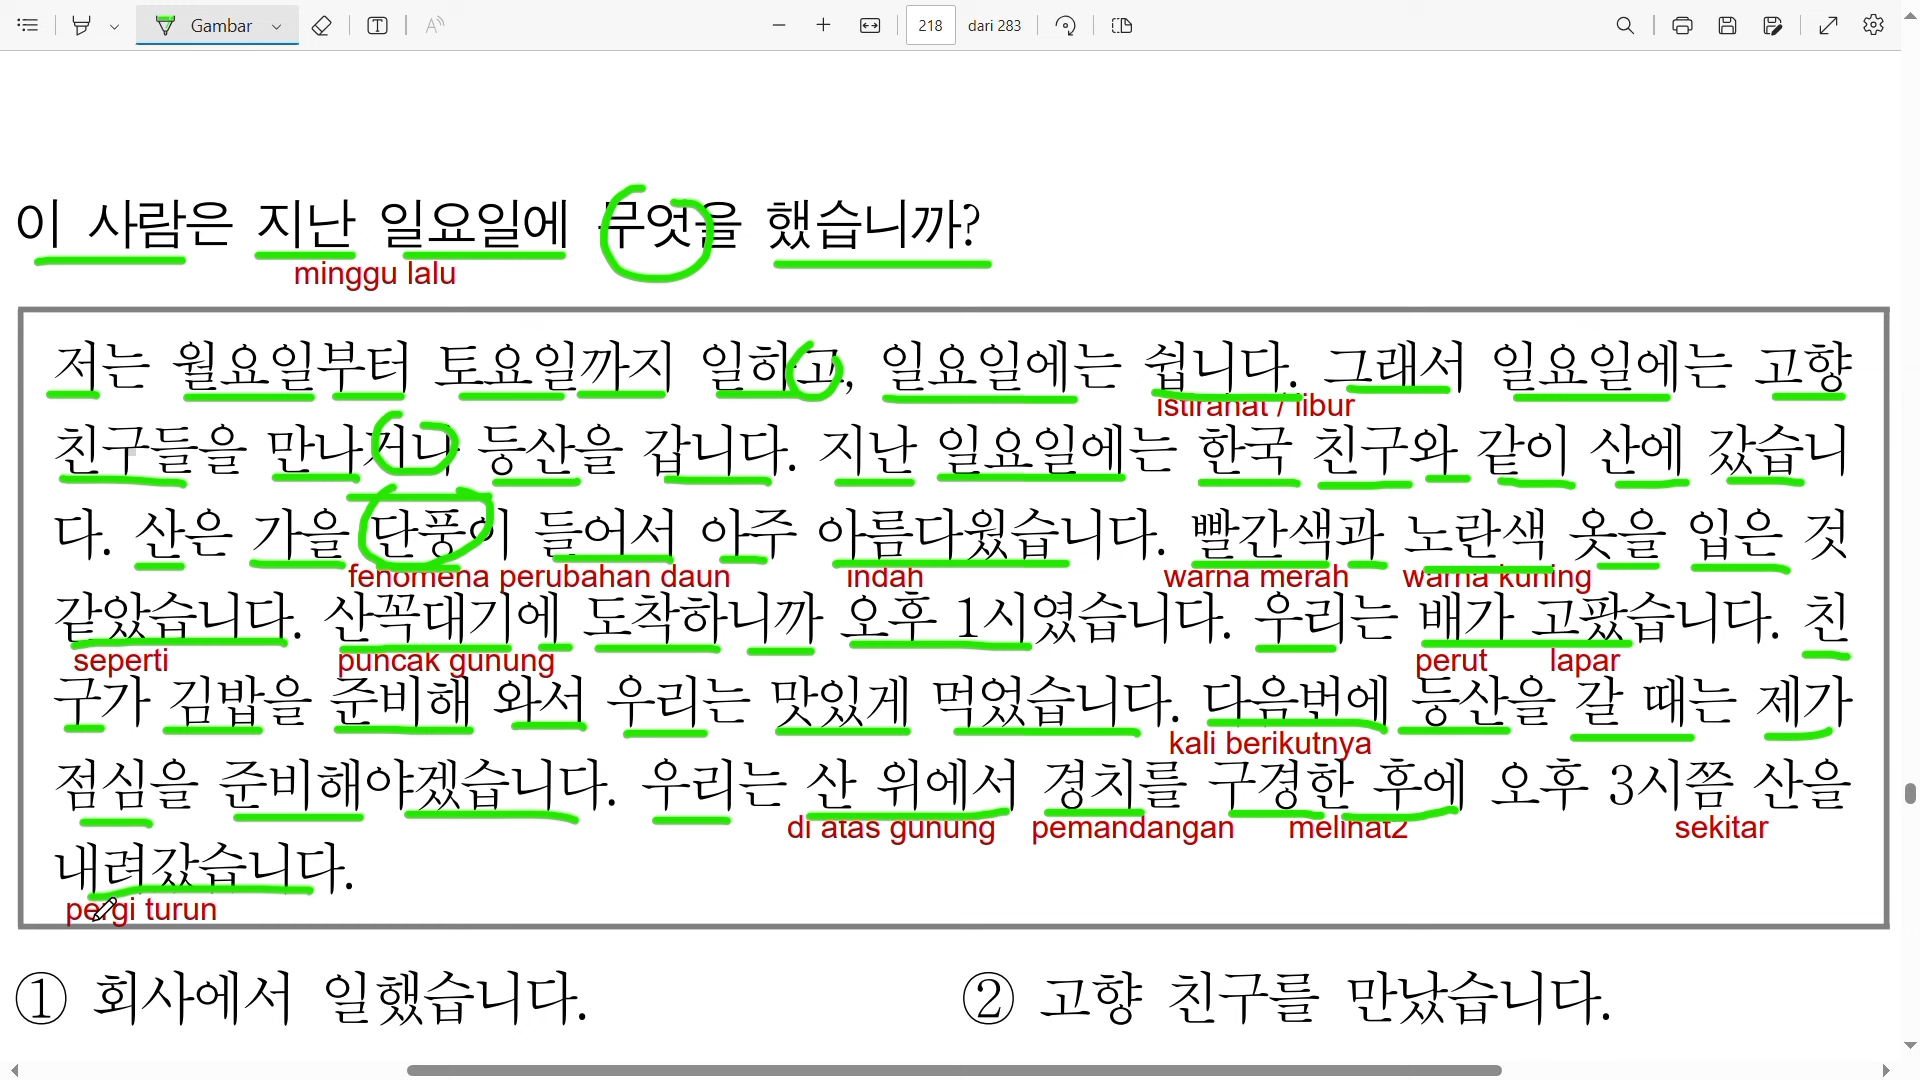 Gambar
218 dari 283
이 사람은 지난 일요일에 무엇을 했습니까?
minggu lalu
저는 월요일부터 토요일까지 일하고, 일요일에는 쉽니다. 그래서 일요일에는 고향
istirahat / libur
친구들을 만나거나 등산을 갑니다. 지난 일요일에는 한국 친구와 같이 산에 갔습니
다. 산은 가을 단풍이 들어서 아주 아름다웠습니다. 빨간색과 노란색 옷을 입은 것
fenomena perubahan daun indah warna merah warna kuning
같았습니다. 산꼭대기에 도착하니까 오후 1시였습니다. 우리는 배가 고팠습니다. 친
seperti puncak gunung perut lapar
구가 김밥을 준비해 와서 우리는 맛있게 먹었습니다. 다음번에 등산을 갈 때는 제가
kali berikutnya
점심을 준비해야겠습니다. 우리는 산 위에서 경치를 구경한 후에 오후 3시쯤 산을
di atas gunung pemandangan melihat2 sekitar
내려갔습니다.
pergi turun
① 회사에서 일했습니다. ② 고향 친구를 만났습니다.